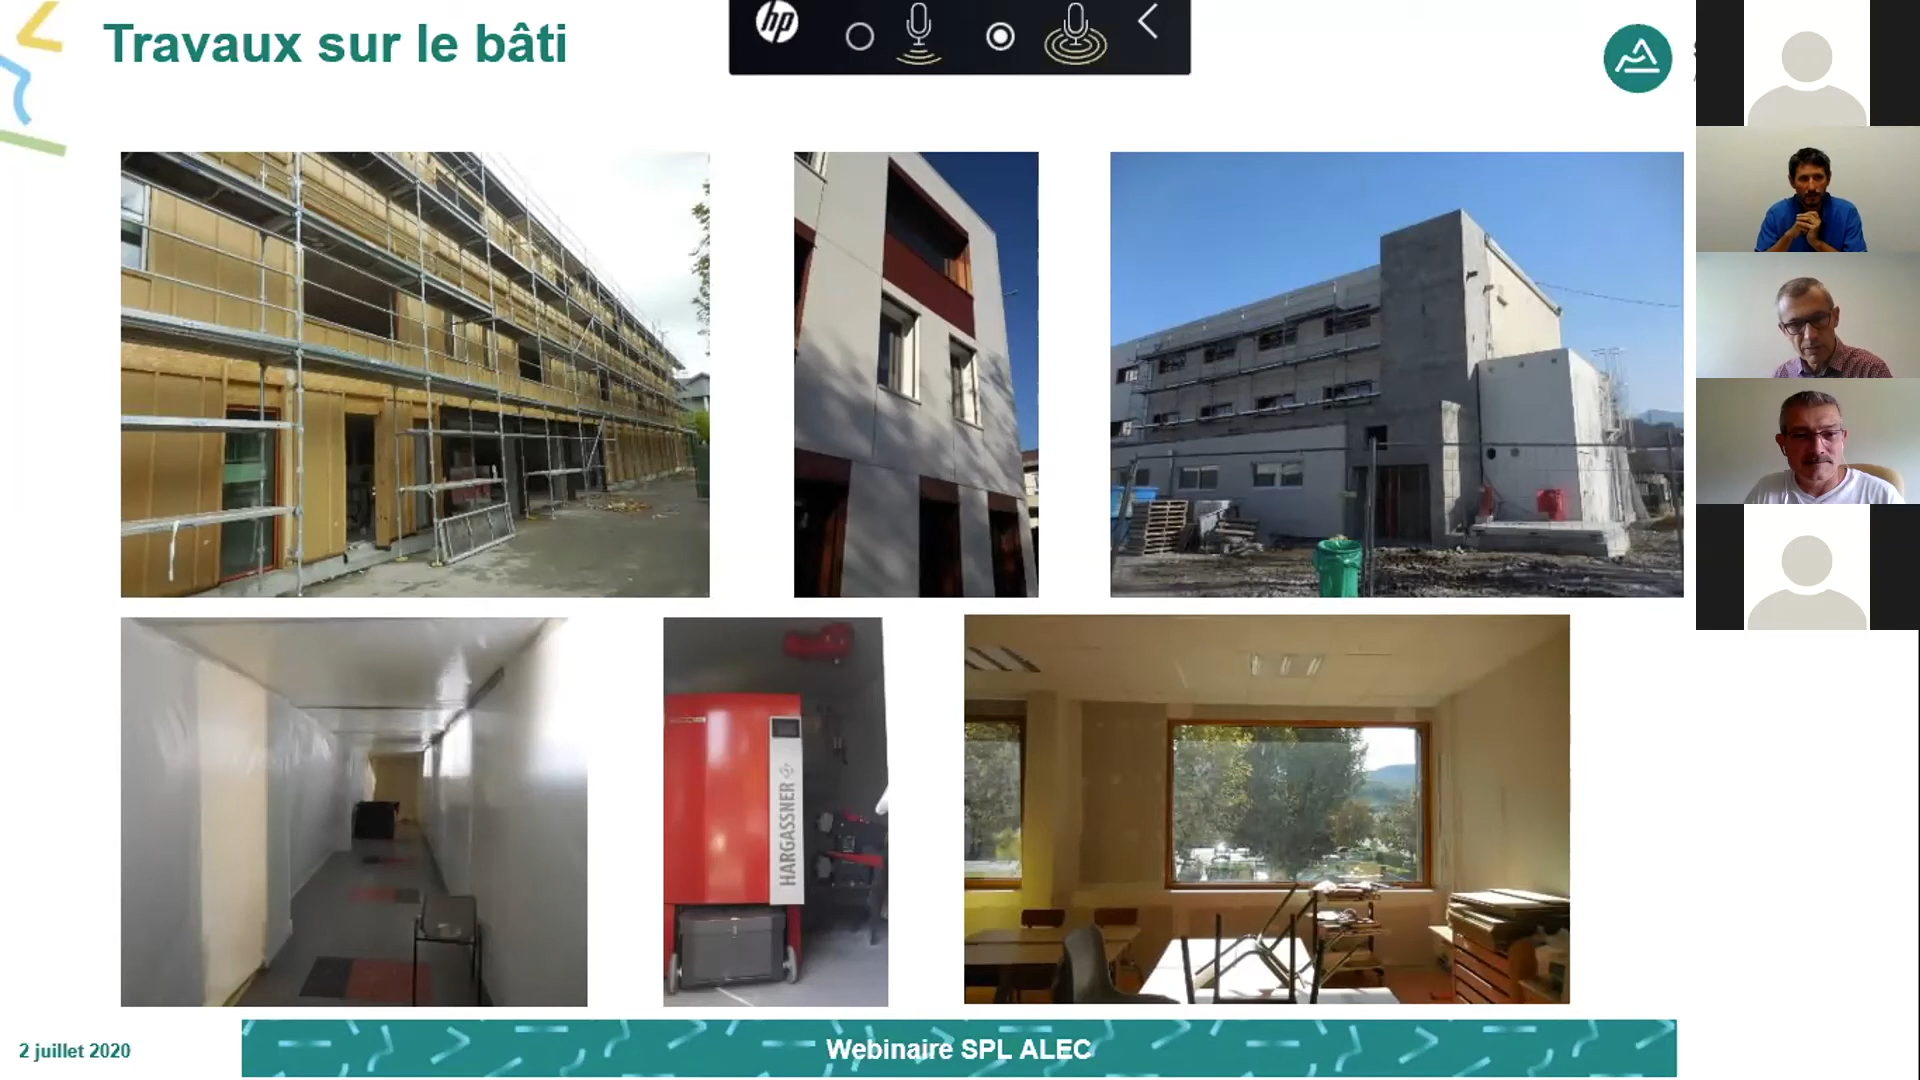 Travaux sur le bâti
hp
HARGASSNER
2 juillet 2020
Webinaire SPL ALEC